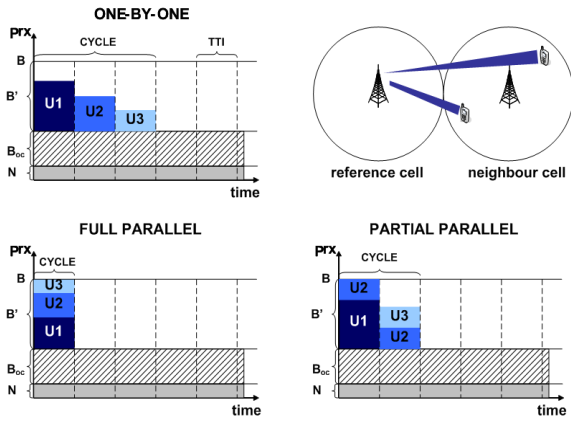 ONE-BY-ONE
prx
CYCLE
TTI
B
B'
U1
U2
U3
Boc
N
time
reference cell
neighbour cell
FULL PARALLEL
prx
CYCLE
B
U3
B'
U2
U1
Boc
N
time
PARTIAL PARALLEL
prx
CYCLE
B
U2
B'
U1
U3
U2
Boc
N
time